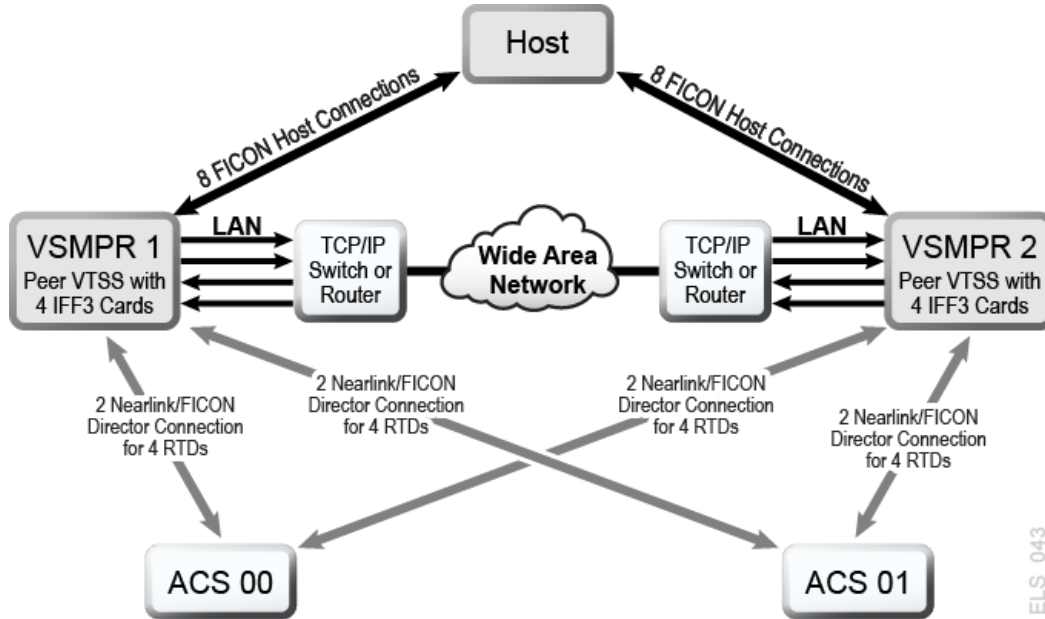 Host
8 FICON Host Connections
8 FICON Host Connections
VSMPR 1
Peer VTSS with
4 IFF3 Cards
LAN
TCP/IP
Switch or
Router
Wide Area
Network
TCP/IP
Switch or
Router
LAN
VSMPR 2
Peer VTSS with
4 IFF3 Cards
2 Nearlink/FICON
Director Connection
for 4 RTDs
2 Nearlink/FICON
Director Connection
for 4 RTDs
2 Nearlink/FICON
Director Connection
for 4 RTDs
2 Nearlink/FICON
Director Connection
for 4 RTDs
ACS 00
ACS 01
ELS_043